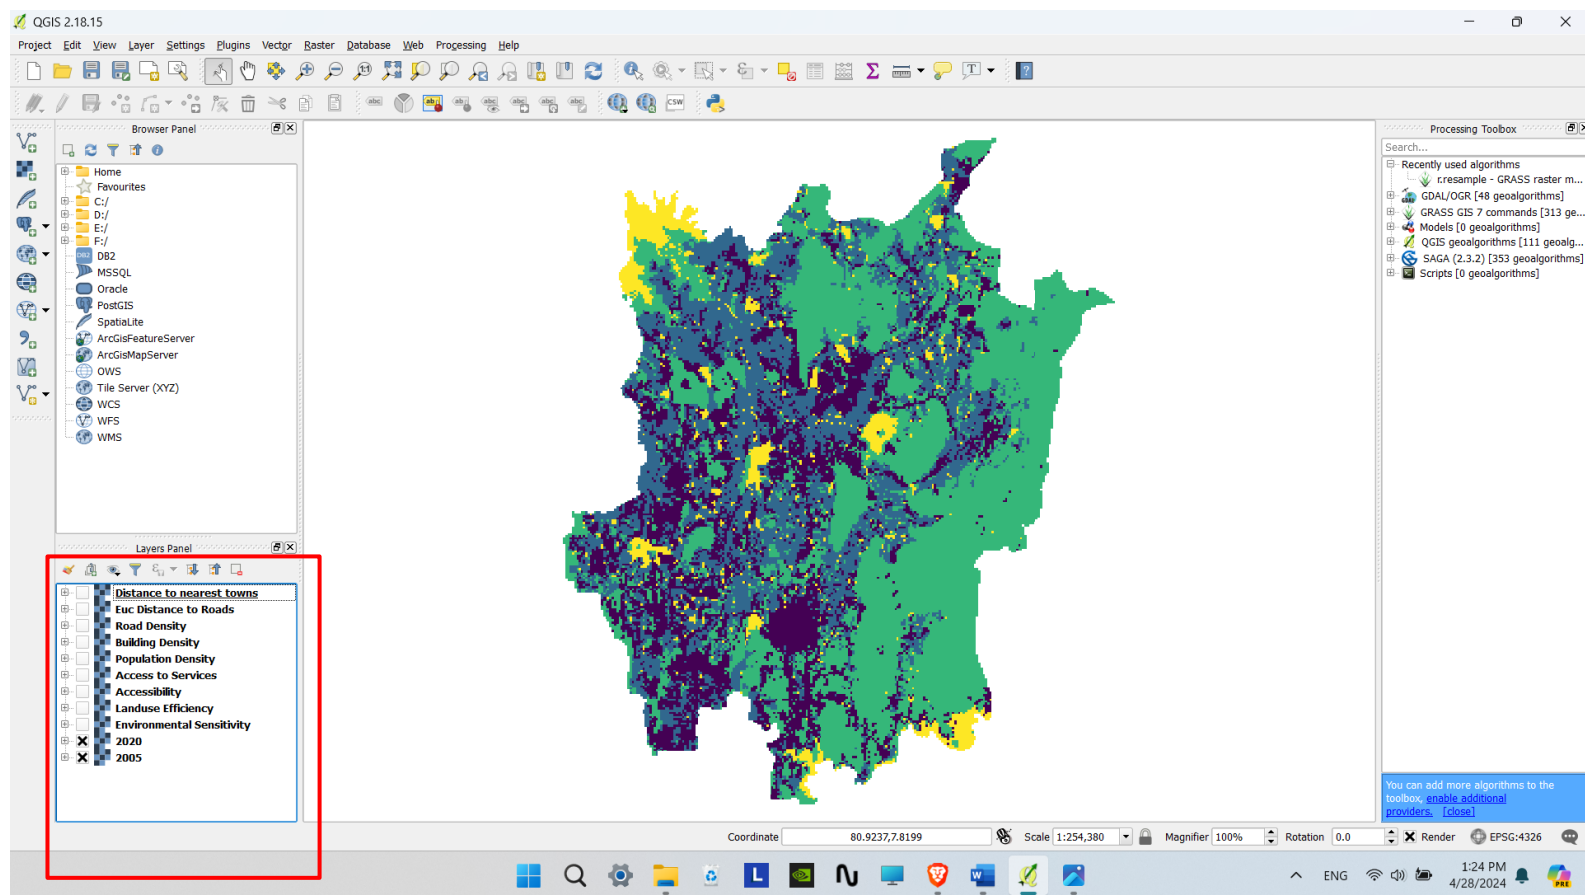 QGIS 2.18.15
Project Edit View Layer Settings Plugins Vector Raster Database Web Processing Help
Browser Panel
Home
Favourites
C:/
D:/
E:/
F:/
DB2
MSSQL
Oracle
PostGIS
SpatiaLite
ArcGisFeatureServer
ArcGisMapServer
OWS
Tile Server (XYZ)
WCS
WFS
WMS
Layers Panel
Distance to nearest towns
Euc Distance to Roads
Road Density
Building Density
Population Density
Access to Services
Accessibility
Landuse Efficiency
Environmental Sensitivity
2020
2005
Processing Toolbox
Search...
Recently used algorithms
r.resample - GRASS raster m...
GDAL/OGR [48 geoalgorithms]
GRASS GIS 7 commands [313 ge...
Models [0 geoalgorithms]
QGIS geoalgorithms [111 geoalg...
SAGA (2.3.2) [353 geoalgorithms]
Scripts [0 geoalgorithms]
You can add more algorithms to the
toolbox, enable additional
providers. [close]
Coordinate 80.9237,7.8199 Scale 1:254,380 Magnifier 100% Rotation 0.0 Render EPSG:4326
ENG 1:24 PM
4/28/2024